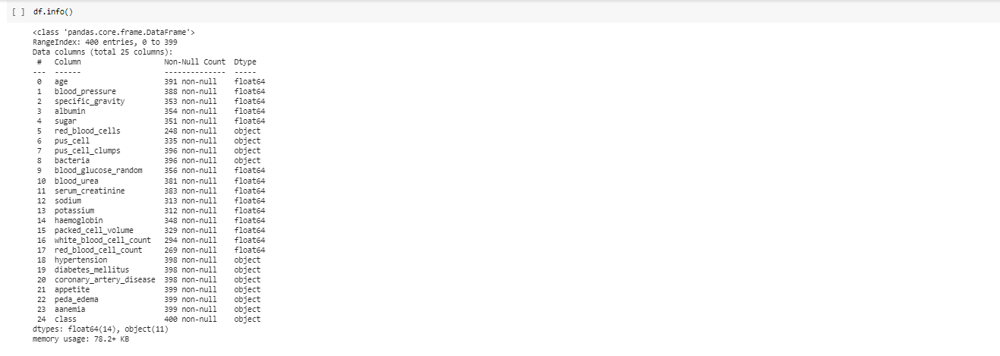 [ ] df.info()
<class 'pandas.core.frame.DataFrame'>
RangeIndex: 400 entries, 0 to 399
Data columns (total 25 columns):
 #   Column                   Non-Null Count  Dtype
---  ------                   --------------  -----
 0   age                      391 non-null    float64
 1   blood_pressure           388 non-null    float64
 2   specific_gravity         353 non-null    float64
 3   albumin                  354 non-null    float64
 4   sugar                    351 non-null    float64
 5   red_blood_cells          248 non-null    object
 6   pus_cell                 335 non-null    object
 7   pus_cell_clumps          396 non-null    object
 8   bacteria                 396 non-null    object
 9   blood_glucose_random     356 non-null    float64
 10  blood_urea               381 non-null    float64
 11  serum_creatinine         383 non-null    float64
 12  sodium                   313 non-null    float64
 13  potassium                312 non-null    float64
 14  haemoglobin              348 non-null    float64
 15  packed_cell_volume       329 non-null    float64
 16  white_blood_cell_count   294 non-null    float64
 17  red_blood_cell_count     269 non-null    float64
 18  hypertension             398 non-null    object
 19  diabetes_mellitus        398 non-null    object
 20  coronary_artery_disease  398 non-null    object
 21  appetite                 399 non-null    object
 22  peda_edema               399 non-null    object
 23  aanemia                  399 non-null    object
 24  class                    400 non-null    object
dtypes: float64(14), object(11)
memory usage: 78.2+ KB